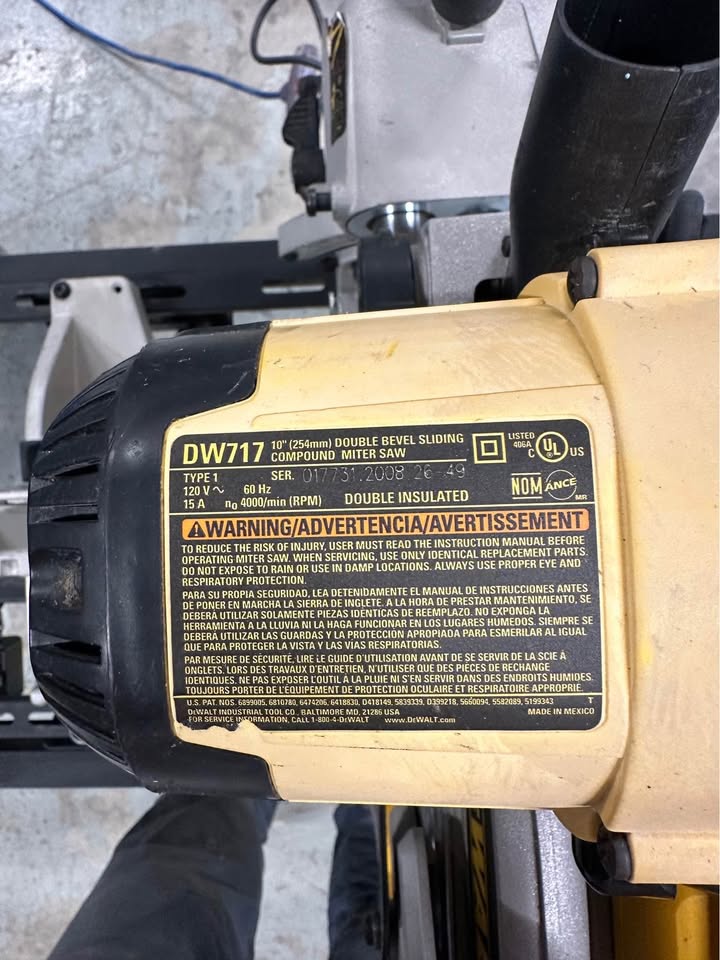 DW717 10" (254mm) DOUBLE BEVEL SLIDING
COMPOUND MITER SAW
LISTED
406A
C UL US
TYPE 1 SER. 017731.2008 26-49
120 V ~ 60 Hz
15 A n₀ 4000/min (RPM) DOUBLE INSULATED
NOM ANCE
MR
WARNING/ADVERTENCIA/AVERTISSEMENT
TO REDUCE THE RISK OF INJURY, USER MUST READ THE INSTRUCTION MANUAL BEFORE
OPERATING MITER SAW. WHEN SERVICING, USE ONLY IDENTICAL REPLACEMENT PARTS.
DO NOT EXPOSE TO RAIN OR USE IN DAMP LOCATIONS. ALWAYS USE PROPER EYE AND
RESPIRATORY PROTECTION.
PARA SU PROPIA SEGURIDAD, LEA DETENIDAMENTE EL MANUAL DE INSTRUCCIONES ANTES
DE PONER EN MARCHA LA SIERRA DE INGLETE. A LA HORA DE PRESTAR MANTENIMIENTO, SE
DEBERÁ UTILIZAR SOLAMENTE PIEZAS IDÉNTICAS DE REEMPLAZO. NO EXPONGA LA
HERRAMIENTA A LA LLUVIA NI LA HAGA FUNCIONAR EN LOS LUGARES HUMEDOS. SIEMPRE SE
DEBERÁ UTILIZAR LAS GUARDAS Y LA PROTECCIÓN APROPIADA PARA ESMERILAR AL IGUAL
QUE PARA PROTEGER LA VISTA Y LAS VÍAS RESPIRATORIAS.
PAR MESURE DE SÉCURITÉ, LIRE LE GUIDE D'UTILISATION AVANT DE SE SERVIR DE LA SCIE À
ONGLETS. LORS DES TRAVAUX D'ENTRETIEN, N'UTILISER QUE DES PIÈCES DE RECHANGE
IDENTIQUES. NE PAS EXPOSER L'OUTIL À LA PLUIE NI S'EN SERVIR DANS DES ENDROITS HUMIDES.
TOUJOURS PORTER DE L'ÉQUIPEMENT DE PROTECTION OCULAIRE ET RESPIRATOIRE APPROPRIÉ.
U.S. PAT. NOS. 6899005, 6810780, 6474206, 6418830, D418149, 5839339, D399218, 5660094, 5582089, 5199343 T
DEWALT INDUSTRIAL TOOL CO., BALTIMORE MD, 21286 USA MADE IN MEXICO
FOR SERVICE INFORMATION, CALL 1-800-4-DEWALT www.DEWALT.com